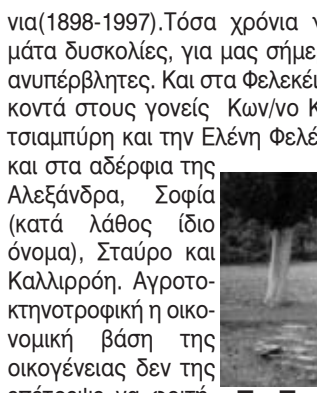 νια(1898-1997).Τόσα χρόνια
μάτα δυσκολίες, για μας σήμε
ανυπέρβλητες. Και στα Φελεκέι
κοντά στους γονείς Κων/νο Κ
τσιαμπύρη και την Ελένη Φελέ
και στα αδέρφια της
Αλεξάνδρα, Σοφία
(κατά λάθος ίδιο
όνομα), Σταύρο και
Καλλιρρόη. Αγροτο-
κτηνοτροφική η οικο-
νομική βάση της
οικογένειας δεν της